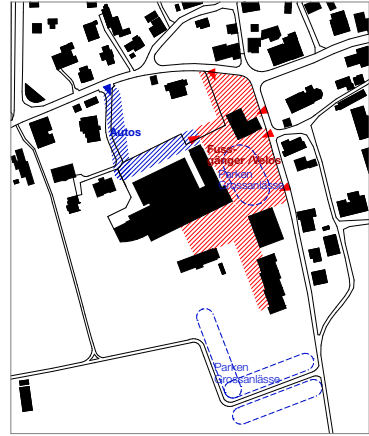 Autos
Fuss-
gänger /Velos
Parken
Grossanlässe
Parken
Grossanlässe